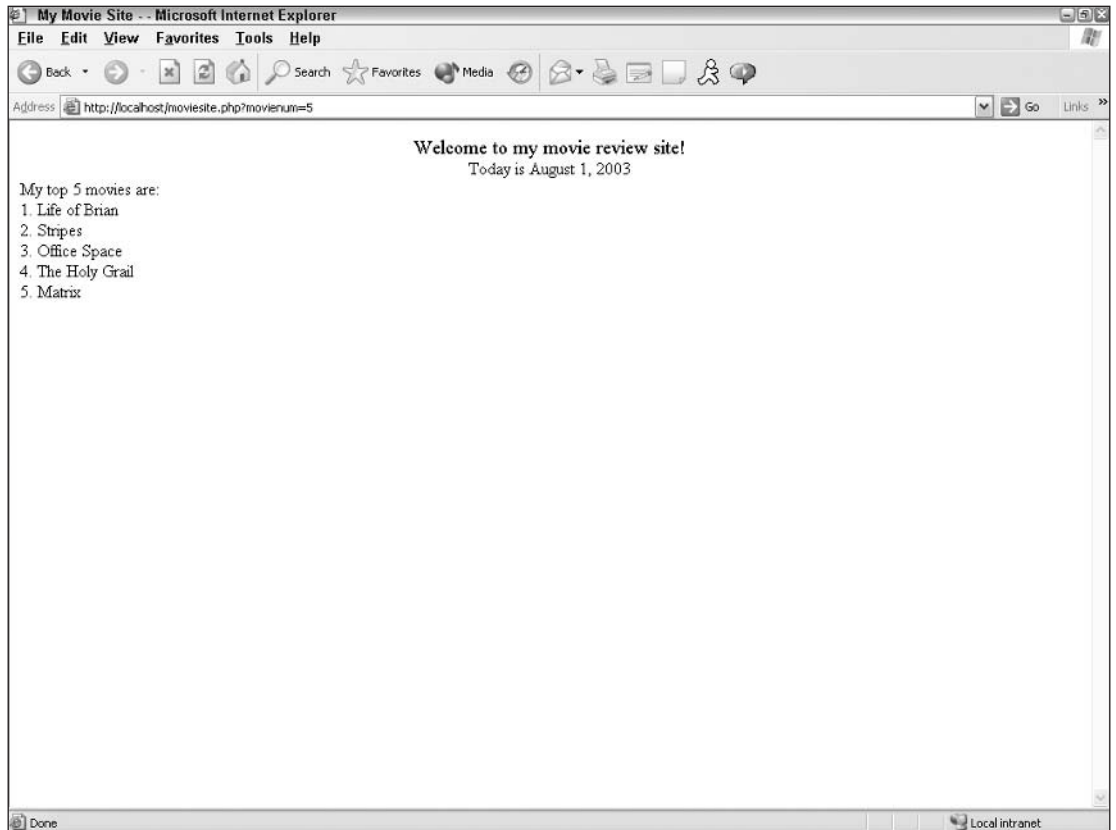 My Movie Site - - Microsoft Internet Explorer
File Edit View Favorites Tools Help
Back Search Favorites Media
Address http://localhost/moviesite.php?movienum=5 Go Links »
Welcome to my movie review site!
Today is August 1, 2003
My top 5 movies are:
1. Life of Brian
2. Stripes
3. Office Space
4. The Holy Grail
5. Matrix
Done Local intranet